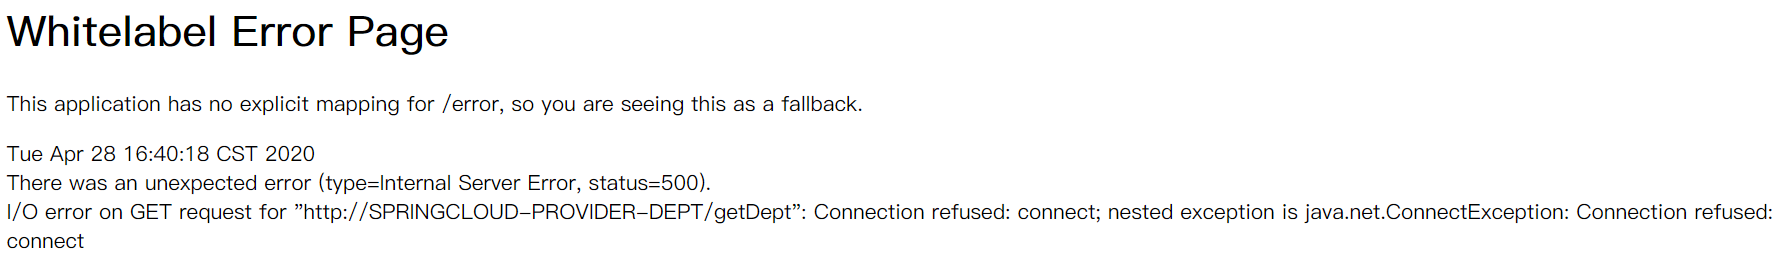 Whitelabel Error Page
This application has no explicit mapping for /error, so you are seeing this as a fallback.
Tue Apr 28 16:40:18 CST 2020
There was an unexpected error (type=Internal Server Error, status=500).
I/O error on GET request for "http://SPRINGCLOUD-PROVIDER-DEPT/getDept": Connection refused: connect; nested exception is java.net.ConnectException: Connection refused:
connect